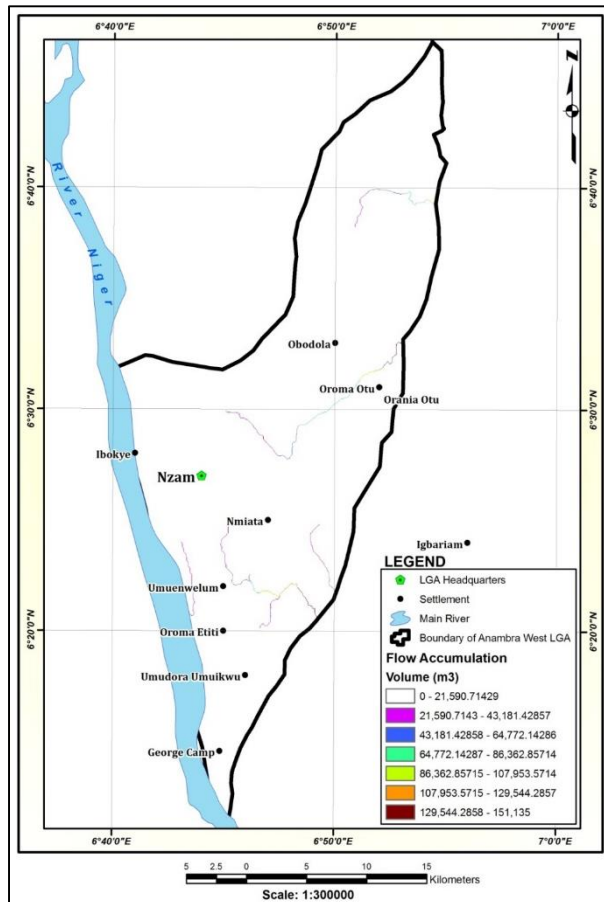 6°40'0"E
6°50'0"E
7°0'0"E
N
6°40'0"N
6°40'0"N
River Niger
Obodola
Oroma Otu
Orania Otu
6°30'0"N
6°30'0"N
Ibokye
Nzam
Nmiata
Igbariam
Umuenwelum
Oroma Etiti
6°20'0"N
6°20'0"N
Umudora Umuikwu
George Camp
LEGEND
LGA Headquarters
Settlement
Main River
Boundary of Anambra West LGA
Flow Accumulation
Volume (m3)
0 - 21,590.71429
21,590.7143 - 43,181.42857
43,181.42858 - 64,772.14286
64,772.14287 - 86,362.85714
86,362.85715 - 107,953.5714
107,953.5715 - 129,544.2857
129,544.2858 - 151,135
6°40'0"E
6°50'0"E
7°0'0"E
5 2.5 0 5 10 15
Kilometers
Scale: 1:300000